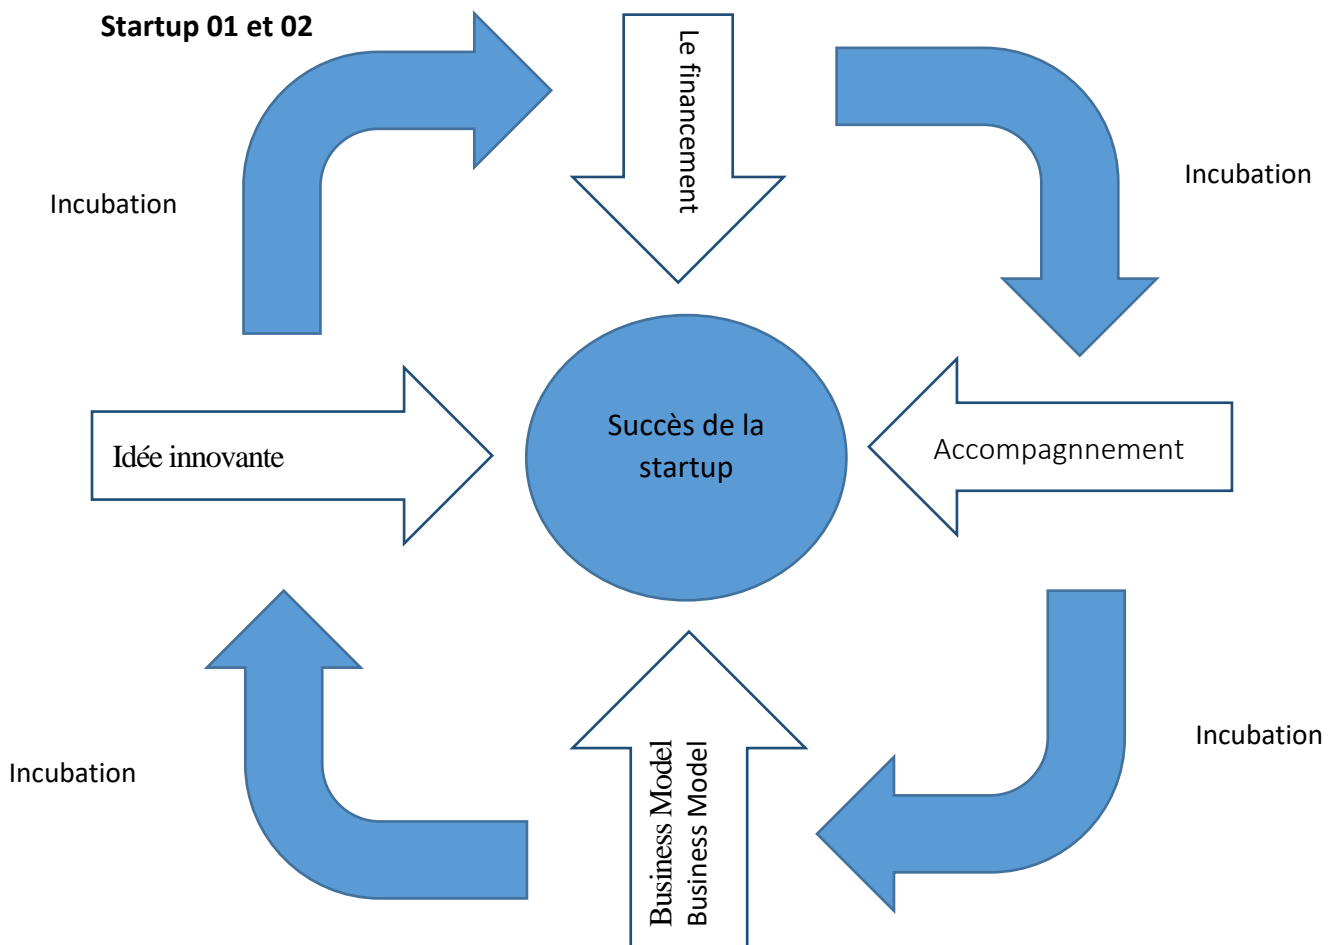 Startup 01 et 02
Le financement
Incubation
Incubation
Succès de la
startup
Idée innovante
Accompagnnement
Incubation
Incubation
Business Model
Business Model